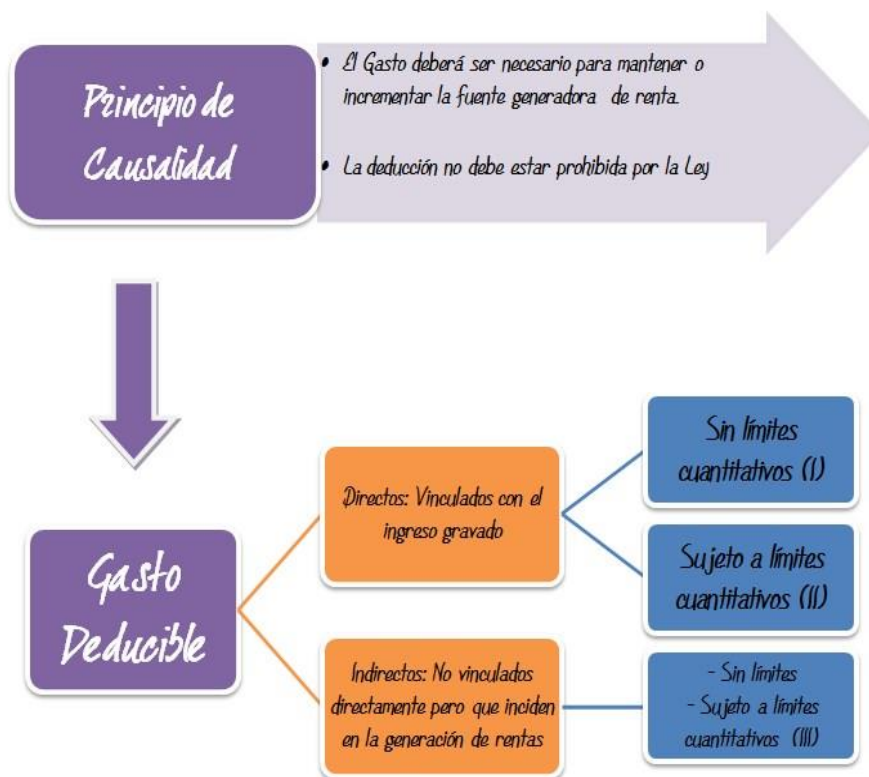 Principio de
Causalidad
• El Gasto deberá ser necesario para mantener o
incrementar la fuente generadora de renta.
• La deducción no debe estar prohibida por la Ley
Gasto
Deducible
Directos: Vinculados con el
ingreso gravado
Sin límites
cuantitativos (I)
Sujeto a límites
cuantitativos (II)
Indirectos: No vinculados
directamente pero que inciden
en la generación de rentas
- Sin límites
- Sujeto a límites
cuantitativos (III)